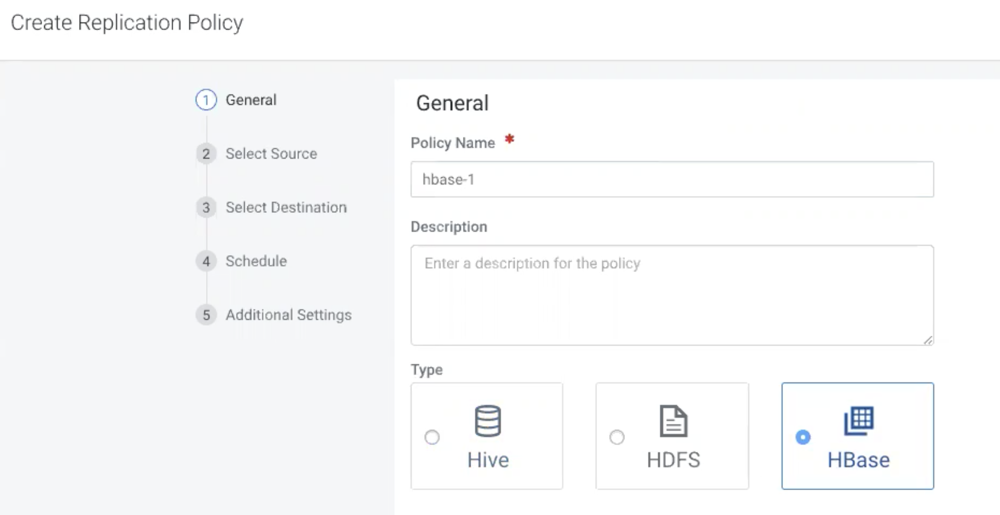 Create Replication Policy
1 General
2 Select Source
3 Select Destination
4 Schedule
5 Additional Settings
General
Policy Name *
hbase-1
Description
Enter a description for the policy
Type
Hive
HDFS
HBase